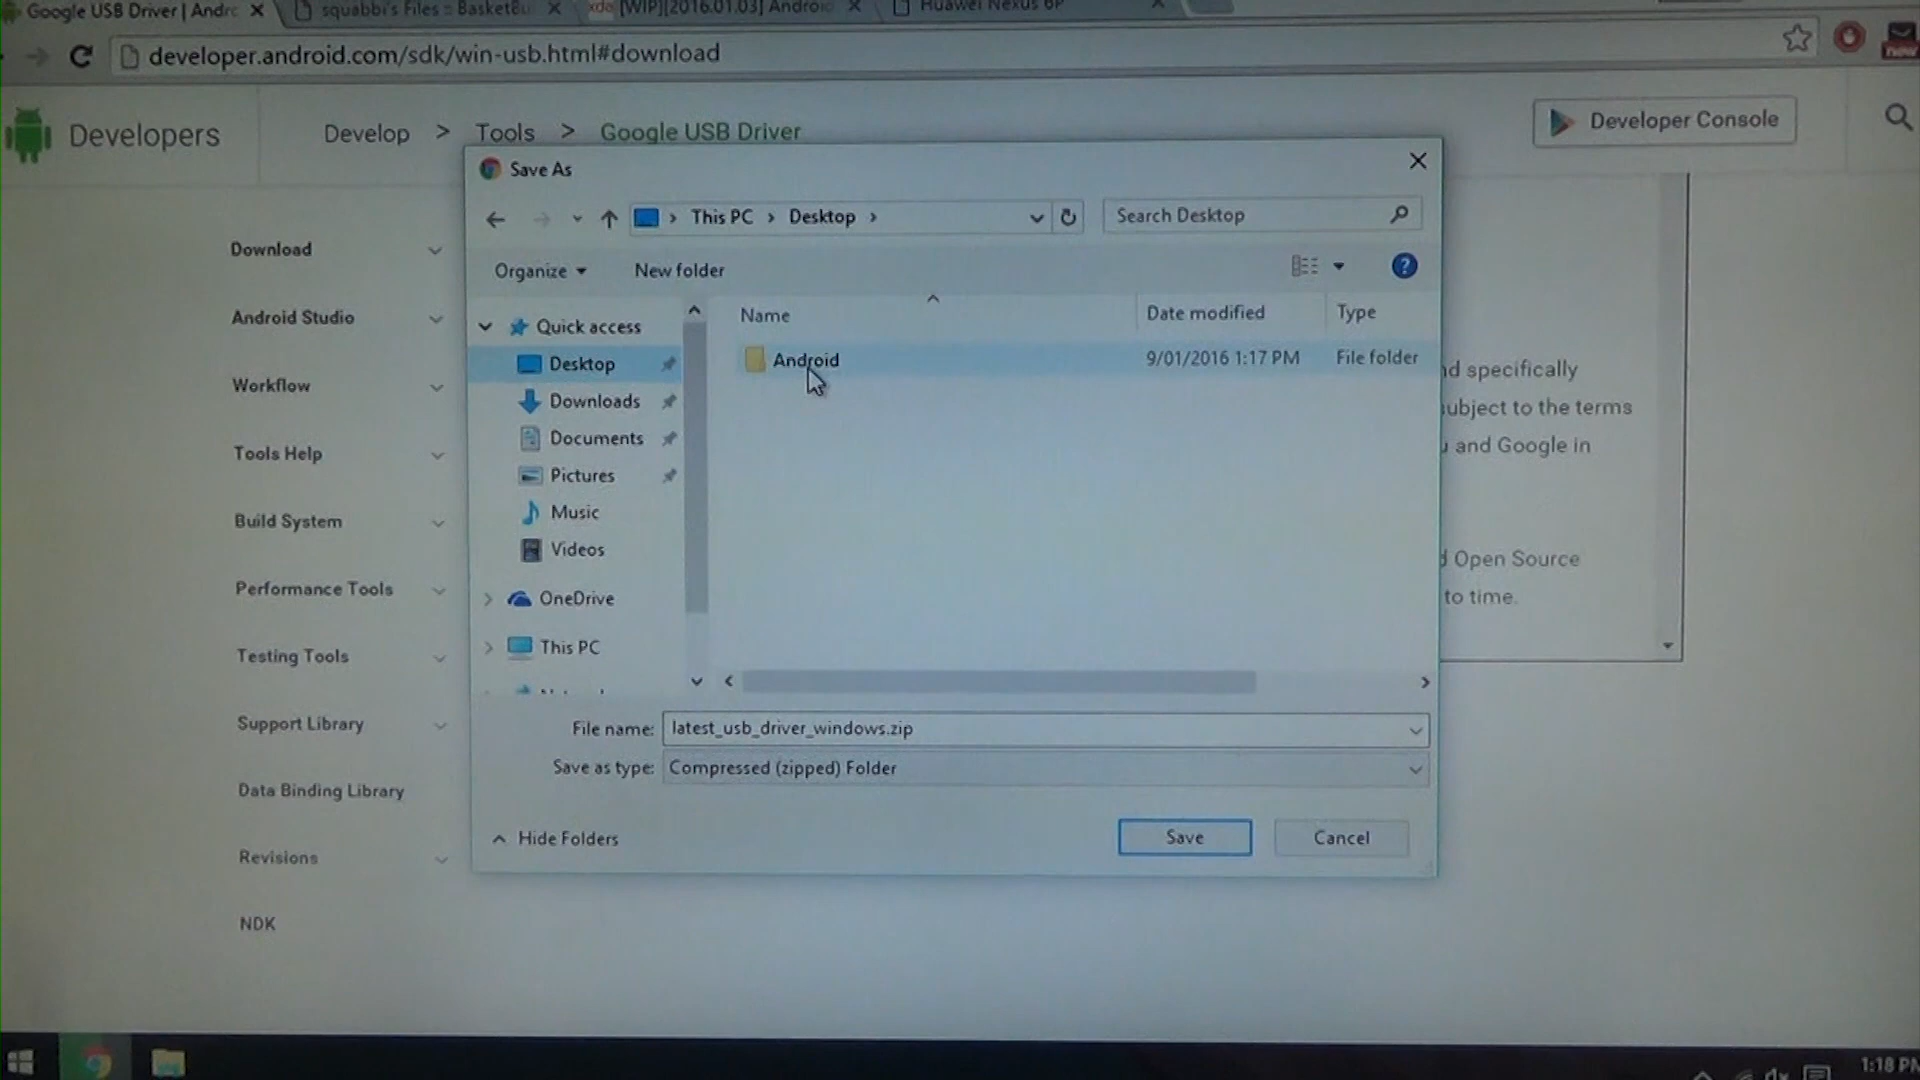 Google USB Driver | Andro
squabbi's Files :: BasketBu
[WIP][2016.01.03] Android
Huawei Nexus 6P
developer.android.com/sdk/win-usb.html#download
new
Developers
Develop > Tools > Google USB Driver
Developer Console
Save As
This PC > Desktop >
Search Desktop
Organize
New folder
Name
Date modified
Type
Quick access
Desktop
Downloads
Documents
Pictures
Music
Videos
OneDrive
This PC
Android
9/01/2016 1:17 PM
File folder
File name: latest_usb_driver_windows.zip
Save as type: Compressed (zipped) Folder
Hide Folders
Save
Cancel
Download
Android Studio
Workflow
Tools Help
Build System
Performance Tools
Testing Tools
Support Library
Data Binding Library
Revisions
NDK
specifically
ubject to the terms
and Google in
Open Source
to time.
1:18 PM